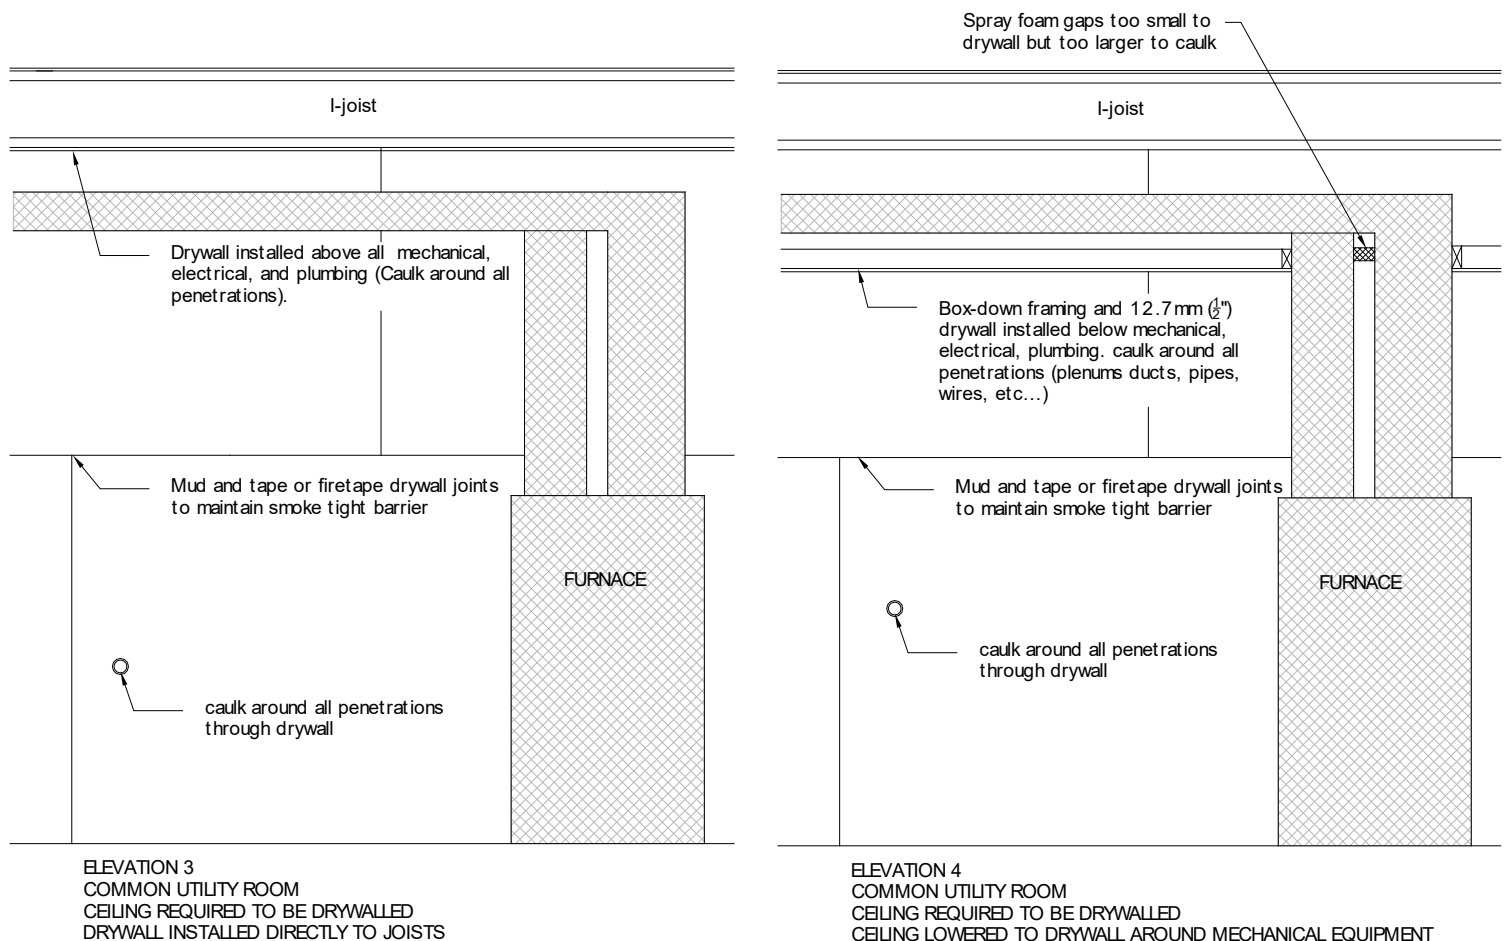 I-joist
Drywall installed above all mechanical,
electrical, and plumbing (Caulk around all
penetrations).
Mud and tape or firetape drywall joints
to maintain smoke tight barrier
FURNACE
caulk around all penetrations
through drywall
ELEVATION 3
COMMON UTILITY ROOM
CEILING REQUIRED TO BE DRYWALLED
DRYWALL INSTALLED DIRECTLY TO JOISTS
Spray foam gaps too small to
drywall but too larger to caulk
I-joist
Box-down framing and 12.7mm (½")
drywall installed below mechanical,
electrical, plumbing. caulk around all
penetrations (plenums ducts, pipes,
wires, etc...)
Mud and tape or firetape drywall joints
to maintain smoke tight barrier
FURNACE
caulk around all penetrations
through drywall
ELEVATION 4
COMMON UTILITY ROOM
CEILING REQUIRED TO BE DRYWALLED
CEILING LOWERED TO DRYWALL AROUND MECHANICAL EQUIPMENT